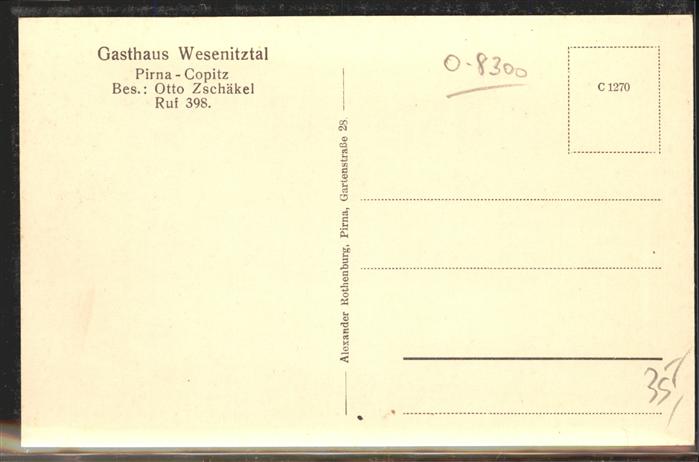 Gasthaus Wesenitztal
Pirna - Copitz
Bes.: Otto Zschäkel
Ruf 398.
Alexander Rothenburg, Pirna, Gartenstraße 28.
O-8300
C 1270
35,